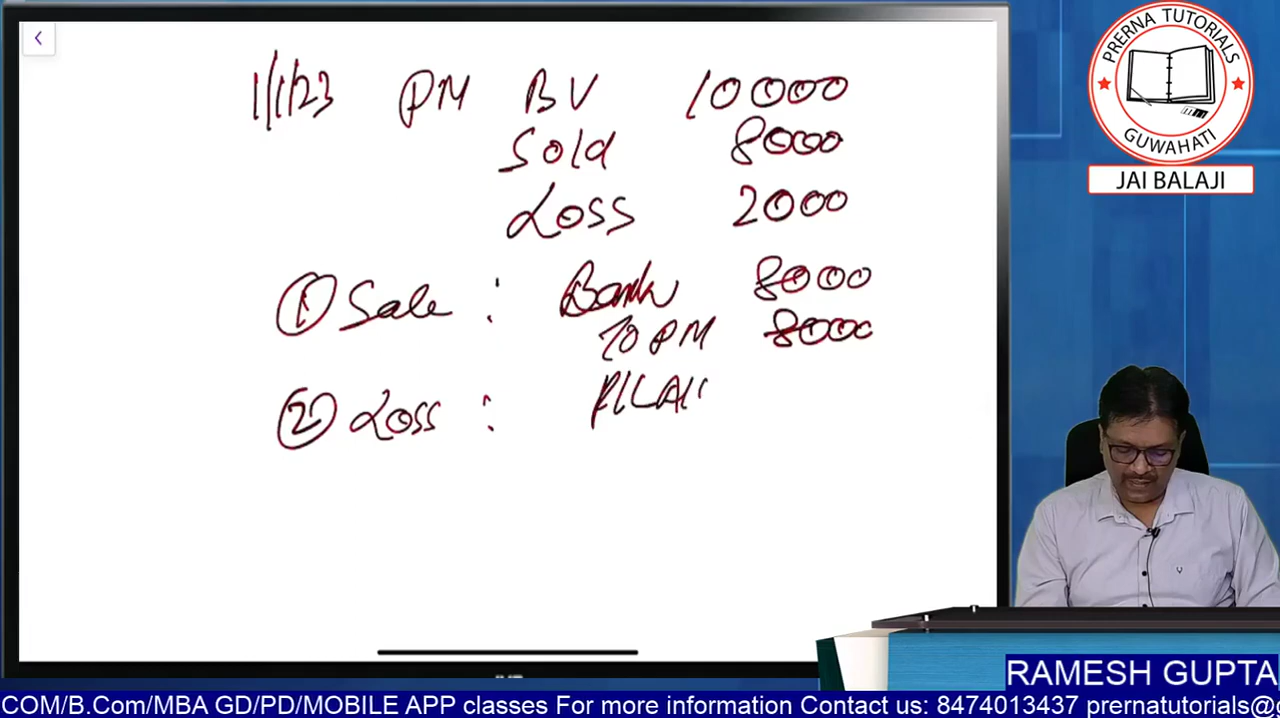 1/1/23 PM BV 10000
Sold 8000
Loss 2000
① Sale : Bank 8000
To PM 8000
② Loss : P/L A/
PRERNA TUTORIALS
GUWAHATI
JAI BALAJI
RAMESH GUPTA
COM/B.Com/MBA GD/PD/MOBILE APP classes For more information Contact us: 8474013437 prernatutorials@